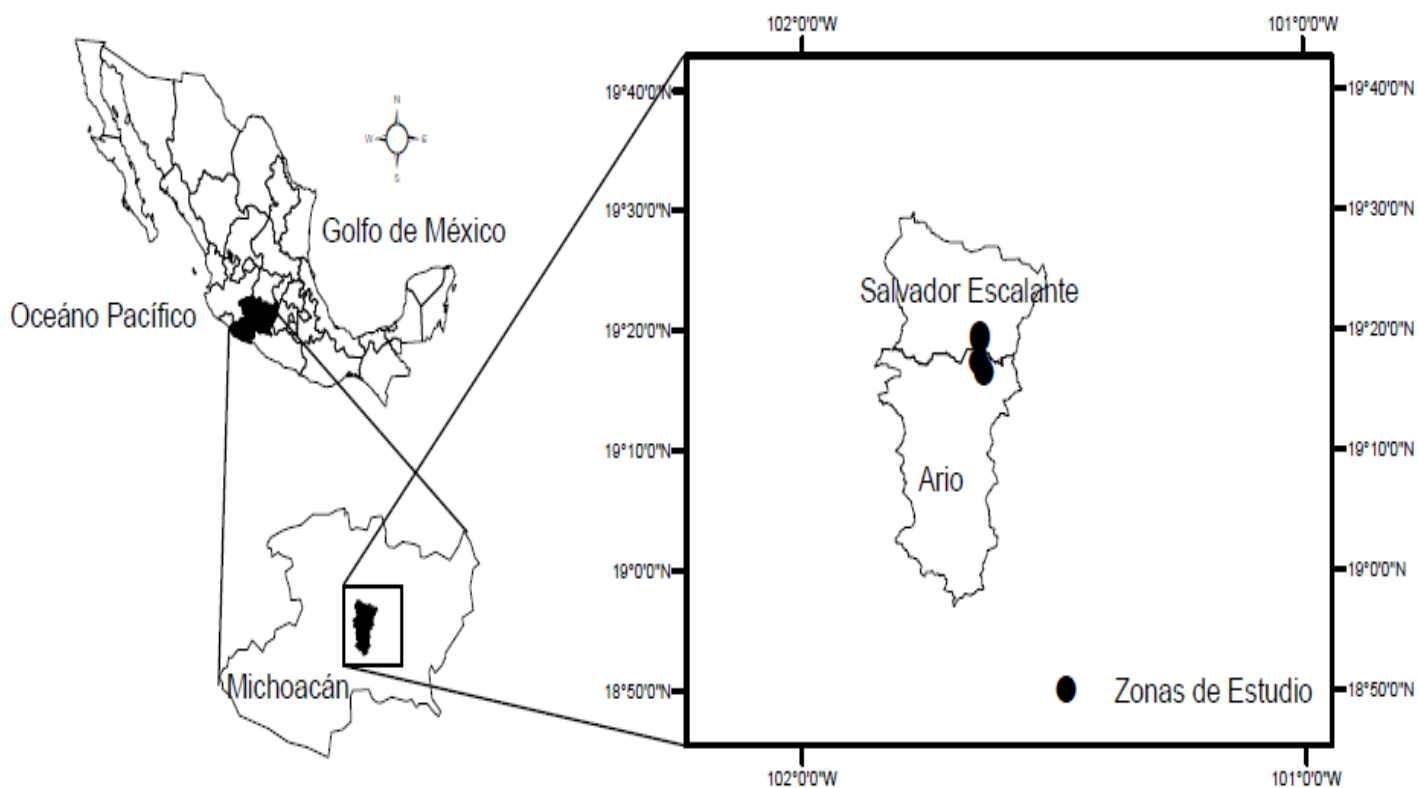 102°0'0"W
101°0'0"W
N
W
E
S
Golfo de México
Oceáno Pacífico
Michoacán
19°40'0"N
19°40'0"N
19°30'0"N
19°30'0"N
Salvador Escalante
19°20'0"N
19°20'0"N
19°10'0"N
19°10'0"N
Ario
19°0'0"N
19°0'0"N
18°50'0"N
Zonas de Estudio
18°50'0"N
102°0'0"W
101°0'0"W